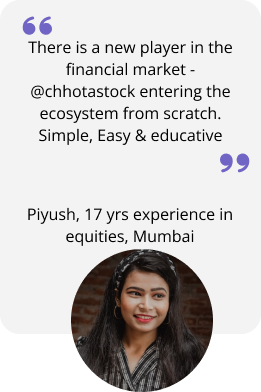 There is a new player in the
financial market -
@chhotastock entering the
ecosystem from scratch.
Simple, Easy & educative
Piyush, 17 yrs experience in
equities, Mumbai